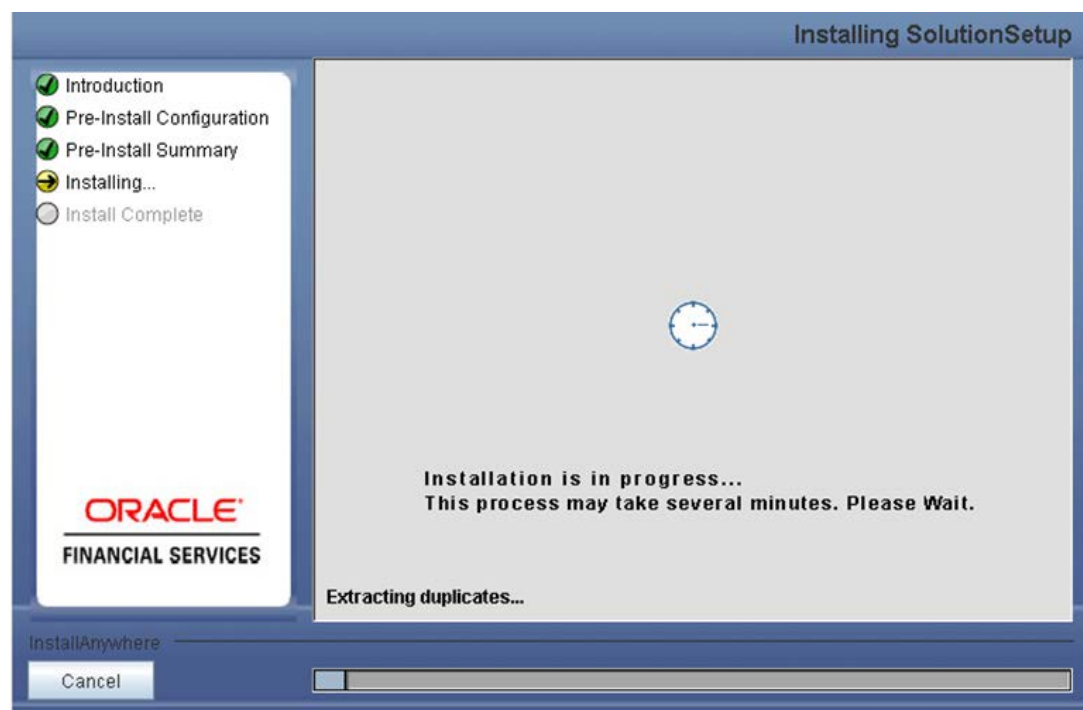 Installing SolutionSetup
Introduction
Pre-Install Configuration
Pre-Install Summary
Installing...
Install Complete
Installation is in progress...
This process may take several minutes. Please Wait.
ORACLE
FINANCIAL SERVICES
Extracting duplicates...
InstallAnywhere
Cancel